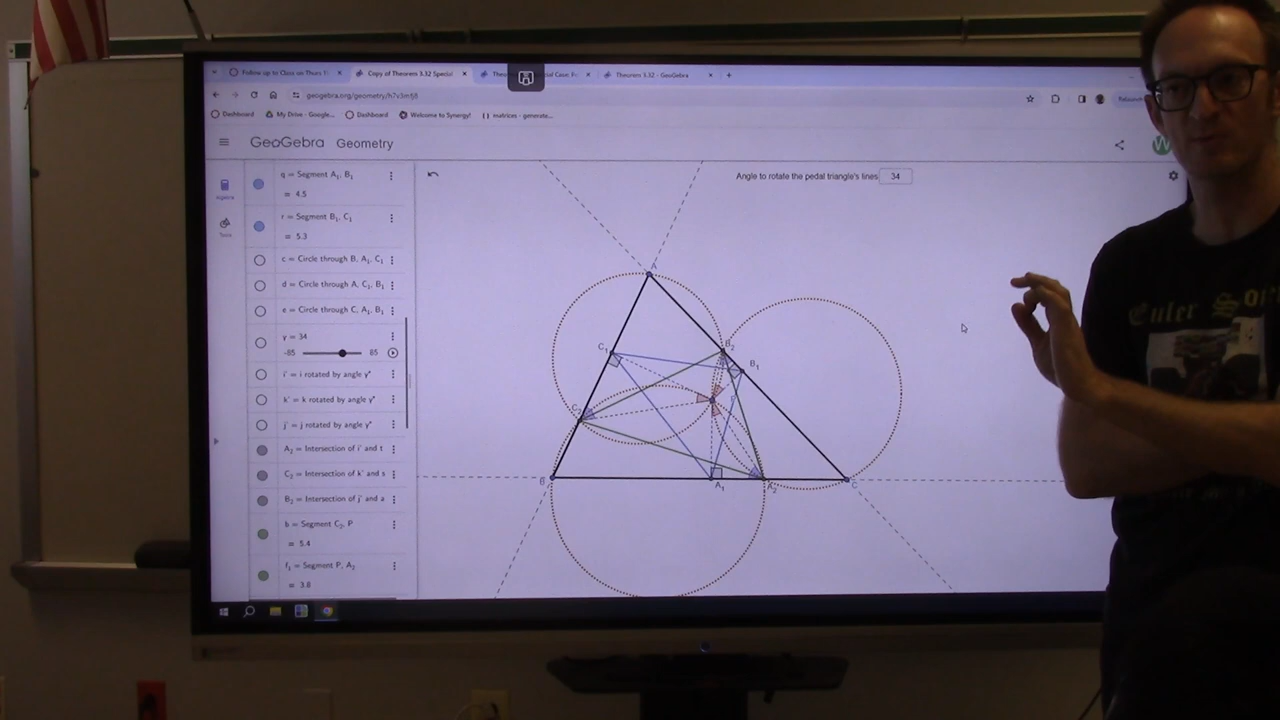 Follow up to Class on Thurs
Copy of Theorem 3.32 Special
Theorem 3.32 - GeoGebra
geogebra.org/geometry/h7v3mfj8
Dashboard
My Drive - Google...
Dashboard
Welcome to Synergy!
matrices - generate...
GeoGebra Geometry
Algebra
Tools
q = Segment A₁, B₁
= 4.5
r = Segment B₁, C₁
= 5.3
c = Circle through B, A₁, C₁
d = Circle through A, C₁, B₁
e = Circle through C, A₁, B₁
γ = 34
-85 85
i' = i rotated by angle γ°
k' = k rotated by angle γ°
j' = j rotated by angle γ°
A₂ = Intersection of i' and
C₂ = Intersection of k' and
B₂ = Intersection of j' and a
b = Segment C₂, P
= 5.4
f₁ = Segment P, A₂
= 3.8
Angle to rotate the pedal triangle's lines 34
A
C₁
B₂
B₁
C₂
B
A₁
A₂
C
W
Euler